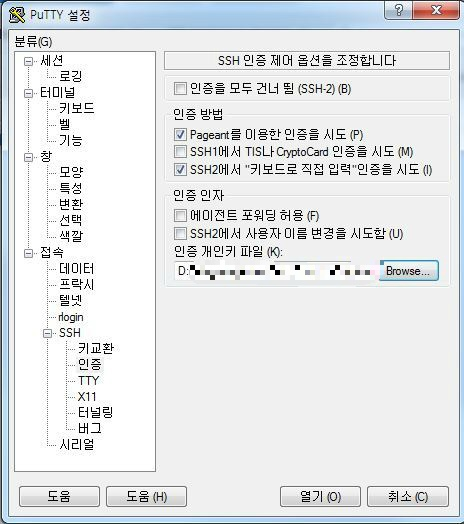 PuTTY 설정
분류(G)
세션
로깅
터미널
키보드
벨
기능
창
모양
특성
변환
선택
색깔
접속
데이터
프락시
텔넷
rlogin
SSH
키교환
인증
TTY
X11
터널링
버그
시리얼
SSH 인증 제어 옵션을 조정합니다
인증을 모두 건너 뜀 (SSH-2) (B)
인증 방법
Pageant를 이용한 인증을 시도 (P)
SSH1에서 TIS나 CryptoCard 인증을 시도 (M)
SSH2에서 "키보드로 직접 입력"인증을 시도 (I)
인증 인자
에이전트 포워딩 허용 (F)
SSH2에서 사용자 이름 변경을 시도함 (U)
인증 개인키 파일 (K):
D:
Browse...
도움
도움 (H)
열기 (O)
취소 (C)